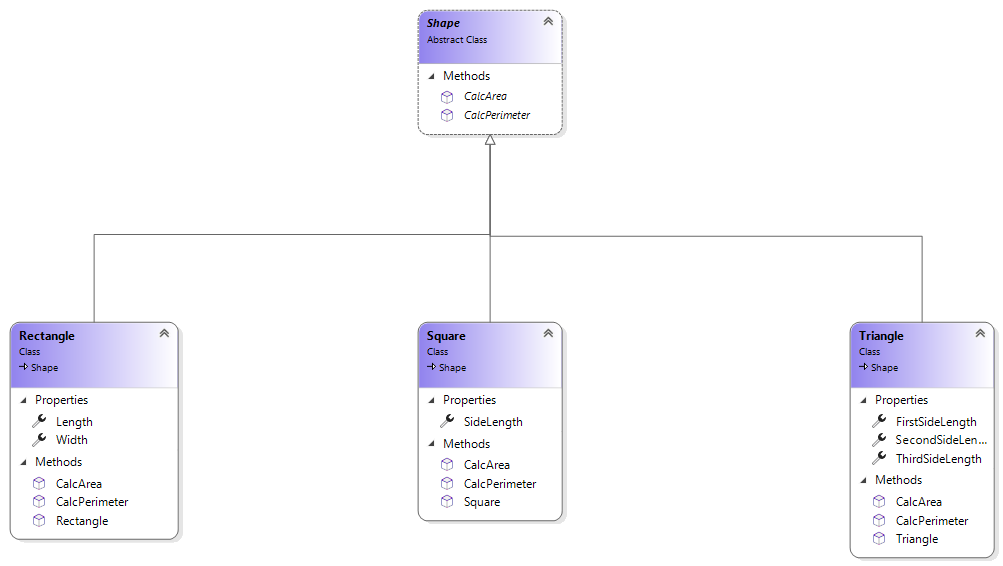 Shape
Abstract Class
Methods
CalcArea
CalcPerimeter
Rectangle
Class
Shape
Properties
Length
Width
Methods
CalcArea
CalcPerimeter
Rectangle
Square
Class
Shape
Properties
SideLength
Methods
CalcArea
CalcPerimeter
Square
Triangle
Class
Shape
Properties
FirstSideLength
SecondSideLen...
ThirdSideLength
Methods
CalcArea
CalcPerimeter
Triangle